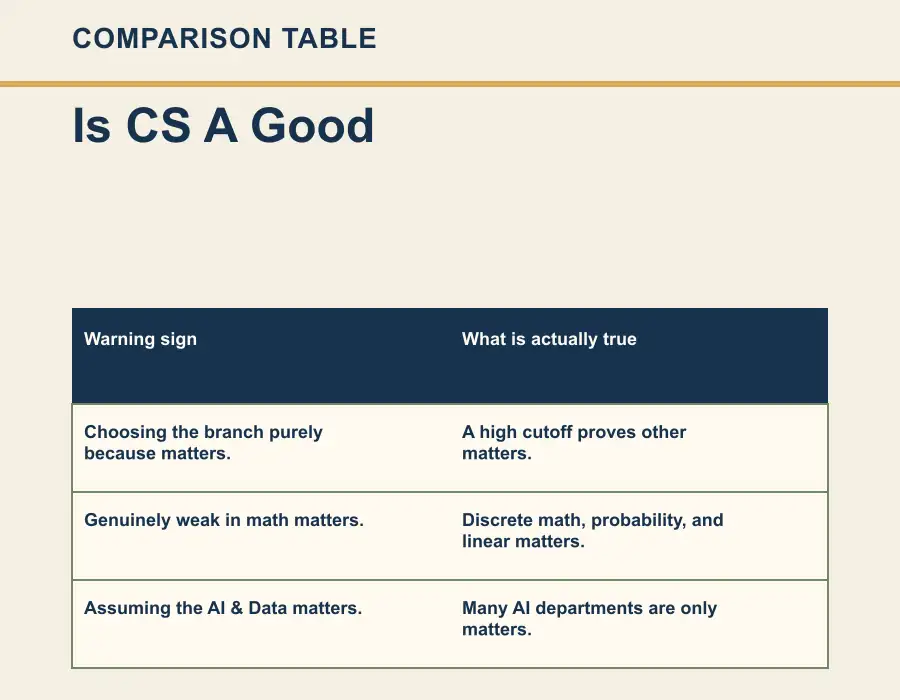 COMPARISON TABLE
Is CS A Good
Warning sign
What is actually true
Choosing the branch purely
because matters.
A high cutoff proves other
matters.
Genuinely weak in math matters.
Discrete math, probability, and
linear matters.
Assuming the AI & Data matters.
Many AI departments are only
matters.